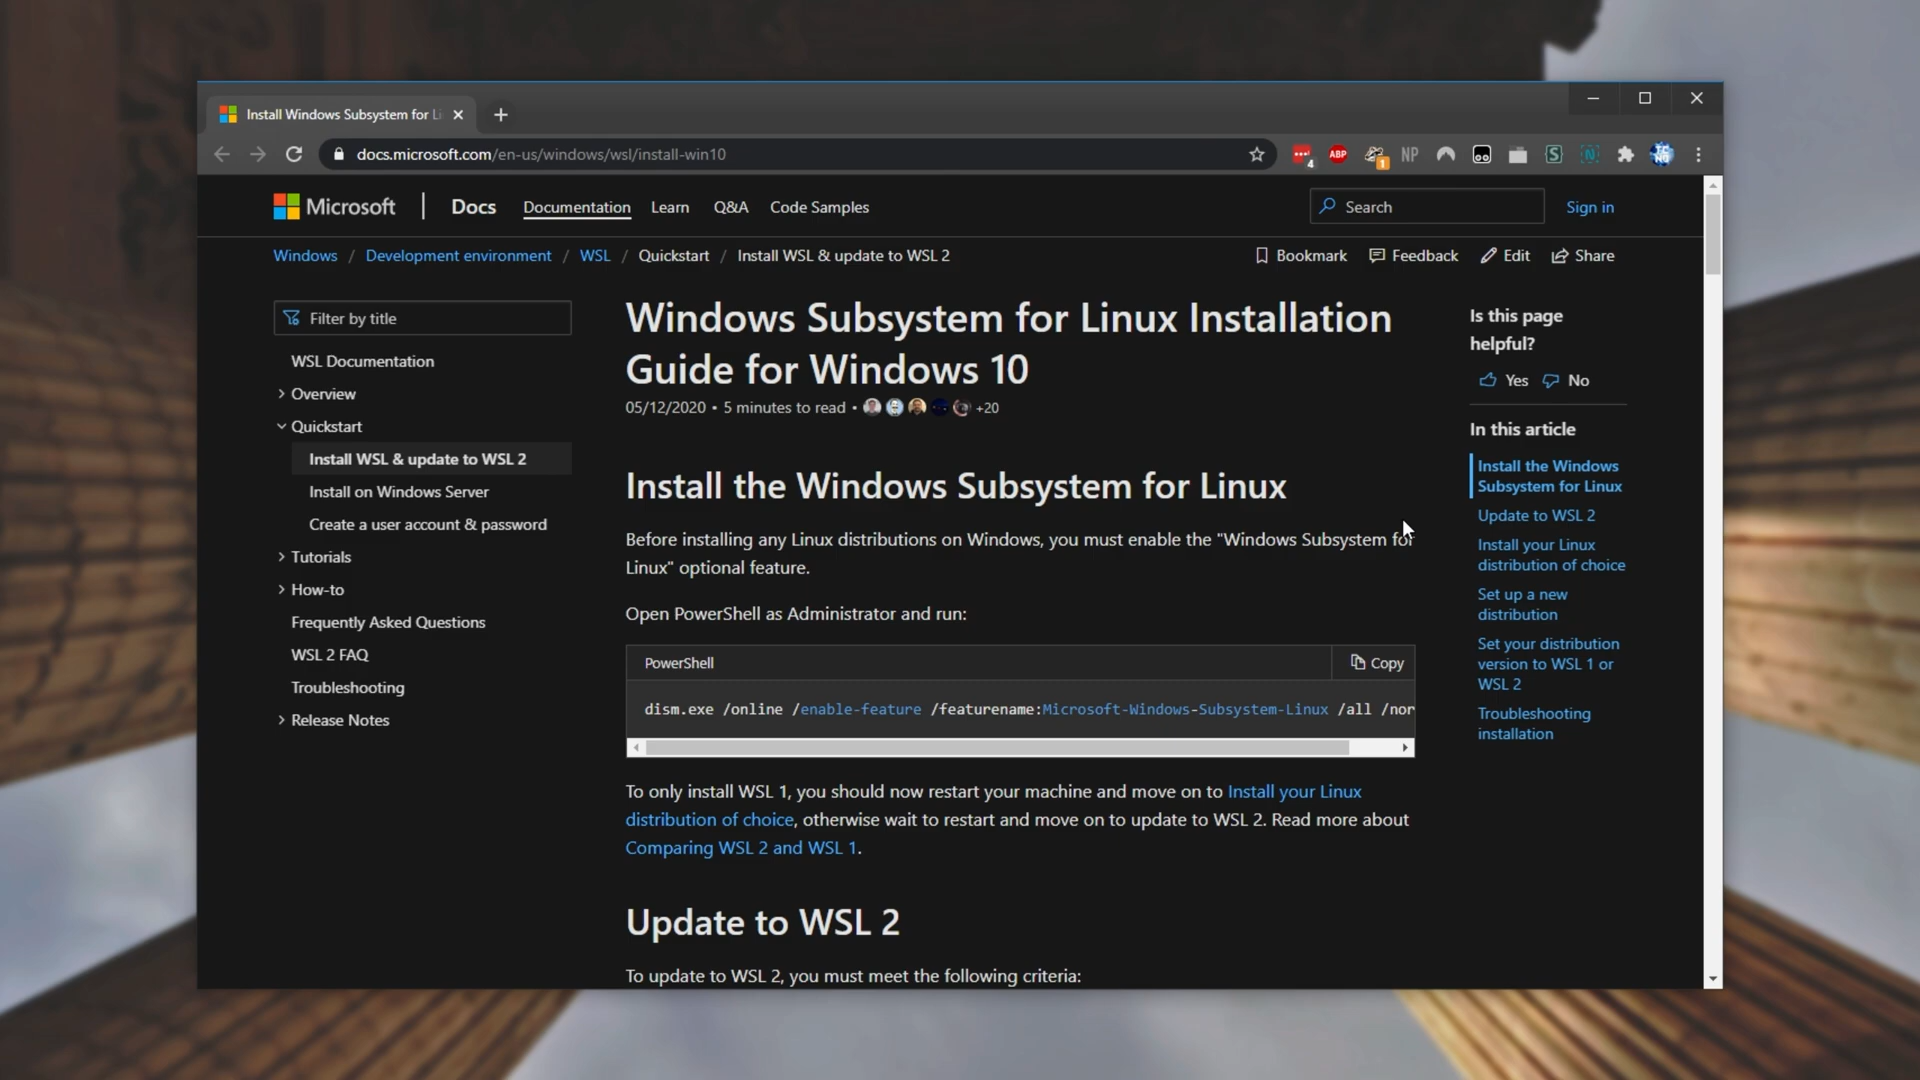 Install Windows Subsystem for Li
docs.microsoft.com/en-us/windows/wsl/install-win10
4
ABP
1
NP
S
N
Microsoft
Docs
Documentation
Learn
Q&A
Code Samples
Search
Sign in
Windows / Development environment / WSL / Quickstart / Install WSL & update to WSL 2
Bookmark
Feedback
Edit
Share
Filter by title
WSL Documentation
Overview
Quickstart
Install WSL & update to WSL 2
Install on Windows Server
Create a user account & password
Tutorials
How-to
Frequently Asked Questions
WSL 2 FAQ
Troubleshooting
Release Notes
Windows Subsystem for Linux Installation
Guide for Windows 10
05/12/2020 • 5 minutes to read • +20
Install the Windows Subsystem for Linux
Before installing any Linux distributions on Windows, you must enable the "Windows Subsystem for
Linux" optional feature.
Open PowerShell as Administrator and run:
PowerShell
Copy
dism.exe /online /enable-feature /featurename:Microsoft-Windows-Subsystem-Linux /all /nor
To only install WSL 1, you should now restart your machine and move on to Install your Linux
distribution of choice, otherwise wait to restart and move on to update to WSL 2. Read more about
Comparing WSL 2 and WSL 1.
Update to WSL 2
To update to WSL 2, you must meet the following criteria:
Is this page
helpful?
Yes
No
In this article
Install the Windows
Subsystem for Linux
Update to WSL 2
Install your Linux
distribution of choice
Set up a new
distribution
Set your distribution
version to WSL 1 or
WSL 2
Troubleshooting
installation